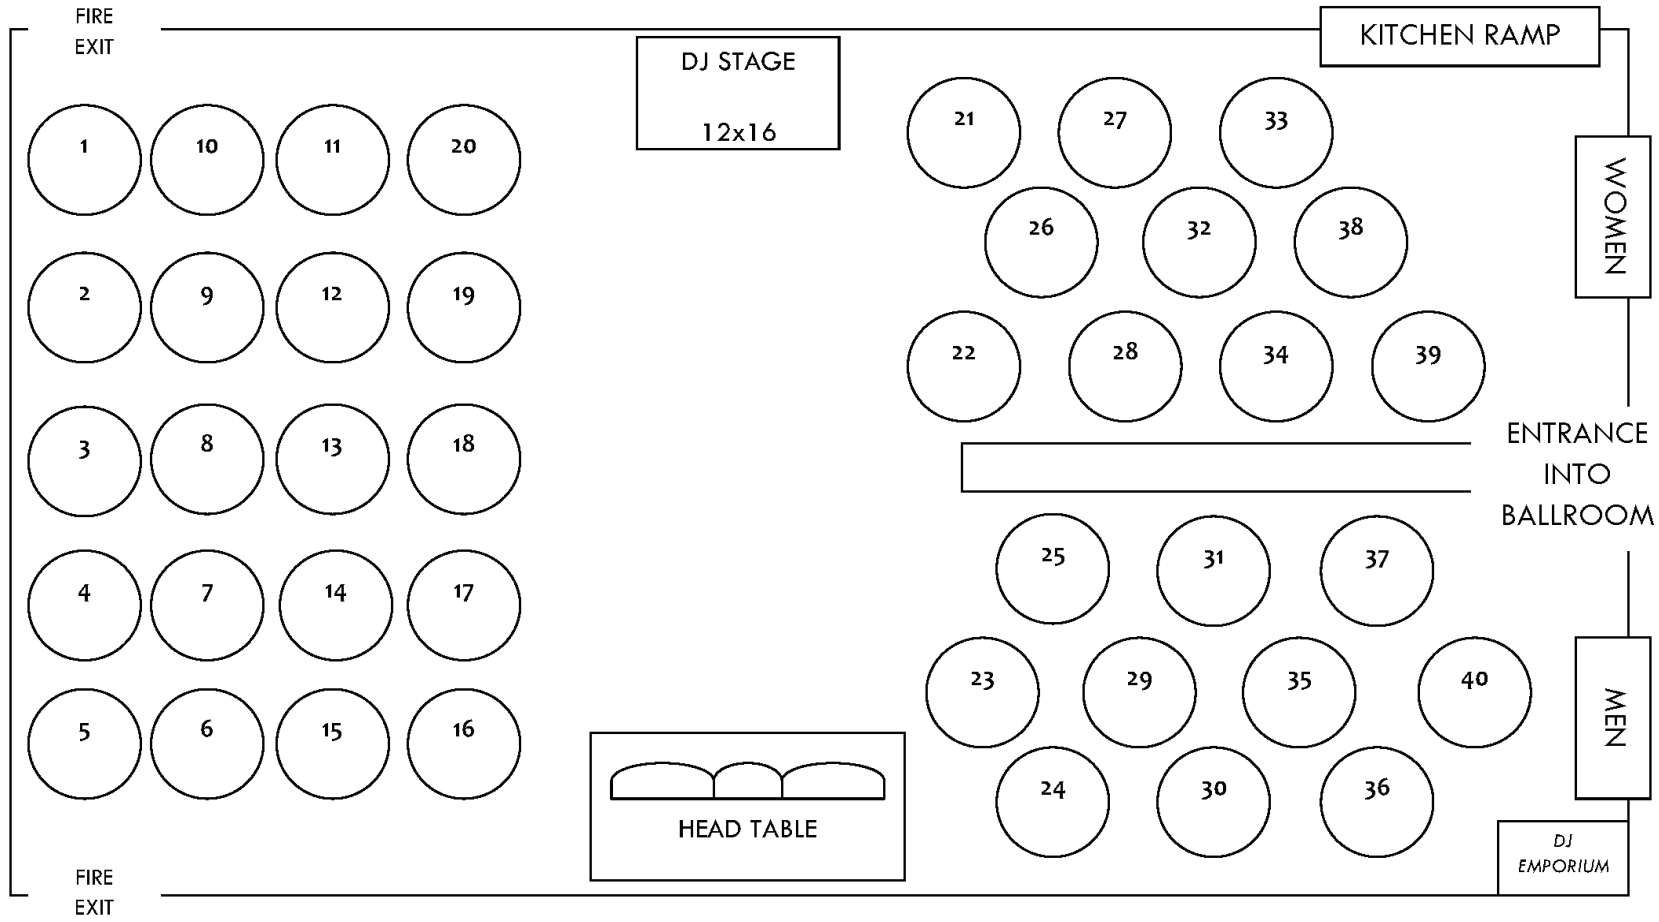 FIRE
EXIT
KITCHEN RAMP
DJ STAGE
12x16
21 27 33
1 10 11 20
WOMEN
26 32 38
2 9 12 19
22 28 34 39
ENTRANCE
INTO
BALLROOM
3 8 13 18
25 31 37
4 7 14 17
23 29 35 40
MEN
5 6 15 16
24 30 36
HEAD TABLE
DJ
EMPORIUM
FIRE
EXIT